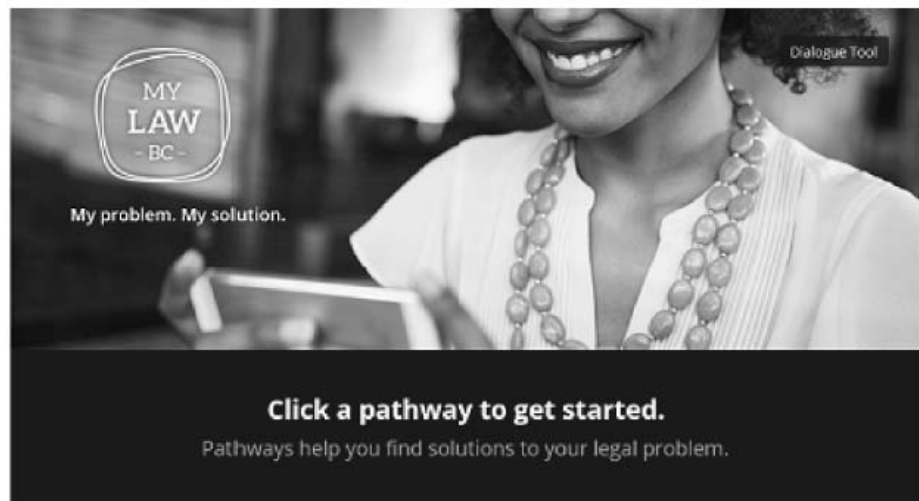 MY
LAW
- BC -
My problem. My solution.
Dialogue Tool
Click a pathway to get started.
Pathways help you find solutions to your legal problem.